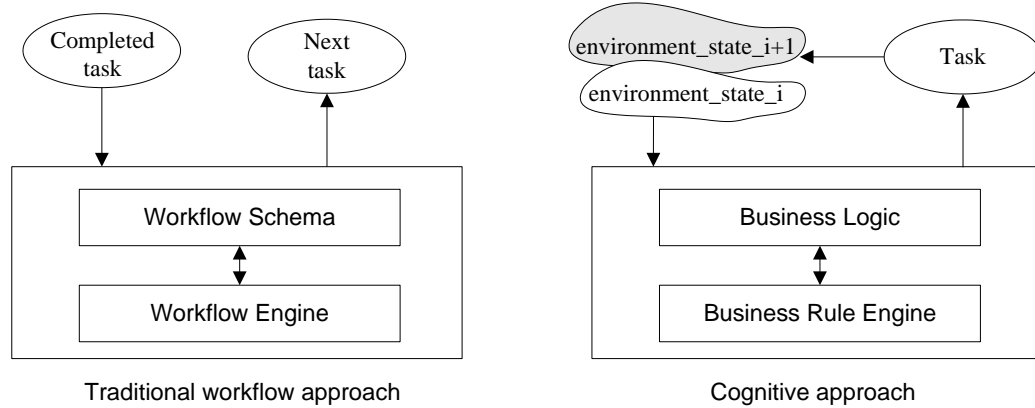 Completed
task
Next
task
Workflow Schema
Workflow Engine
Traditional workflow approach
environment_state_i+1
environment_state_i
Task
Business Logic
Business Rule Engine
Cognitive approach